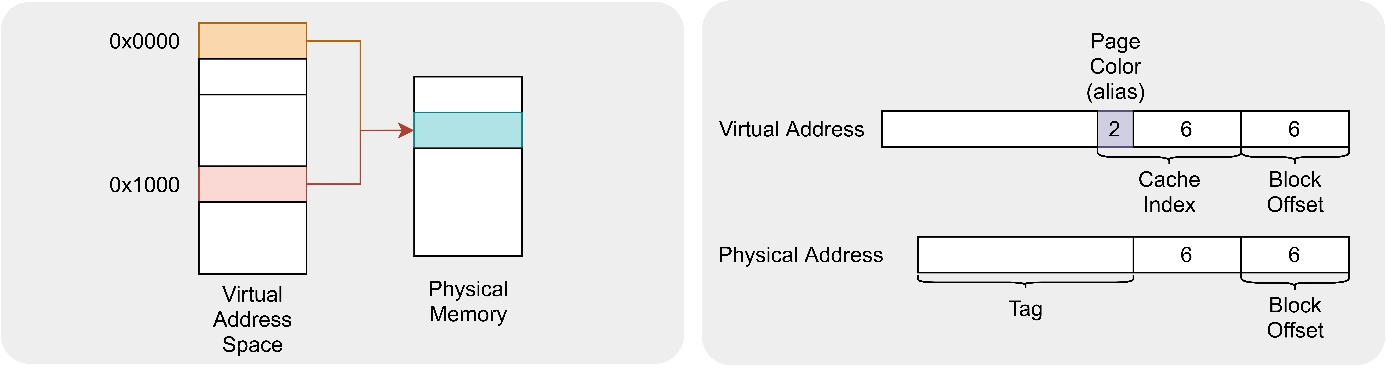 0x0000
0x1000
Virtual
Address
Space
Physical
Memory
Page
Color
(alias)
Virtual Address
2
6
6
Cache
Index
Block
Offset
Physical Address
6
6
Tag
Block
Offset